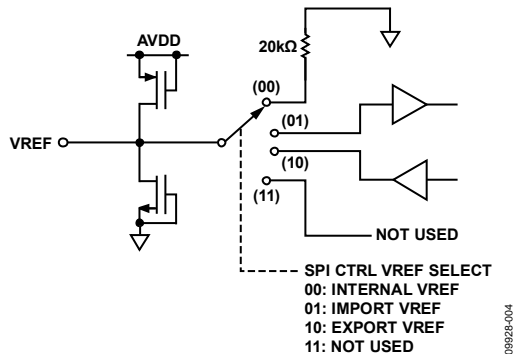 AVDD
20kΩ
(00)
(01)
VREF
(10)
(11)
NOT USED
SPI CTRL VREF SELECT
00: INTERNAL VREF
01: IMPORT VREF
10: EXPORT VREF
11: NOT USED
09928-004